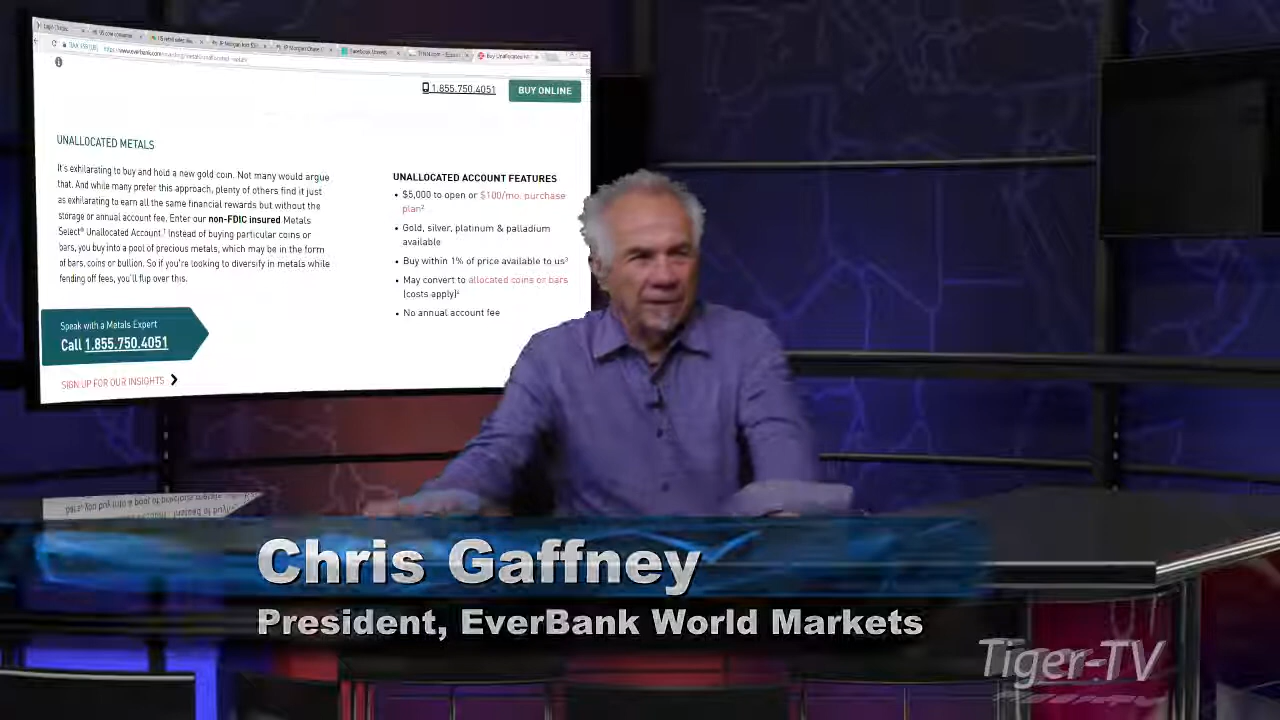 1.855.750.4051
BUY ONLINE
UNALLOCATED METALS
It's exhilarating to buy and hold a new gold coin. Not many would argue
that. And while many prefer this approach, plenty of others find it just
as exhilarating to earn all the same financial rewards but without the
storage or annual account fee. Enter our non-FDIC insured Metals
Select® Unallocated Account.¹ Instead of buying particular coins or
bars, you buy into a pool of precious metals, which may be in the form
of bars, coins or bullion. So if you're looking to diversify in metals while
fending off fees, you'll flip over this.
Speak with a Metals Expert
Call 1.855.750.4051
SIGN UP FOR OUR INSIGHTS
UNALLOCATED ACCOUNT FEATURES
• $5,000 to open or $100/mo. purchase
plan²
• Gold, silver, platinum & palladium
available
• Buy within 1% of price available to us³
• May convert to allocated coins or bars
(costs apply)⁴
• No annual account fee
Chris Gaffney
President, EverBank World Markets
Tiger-TV